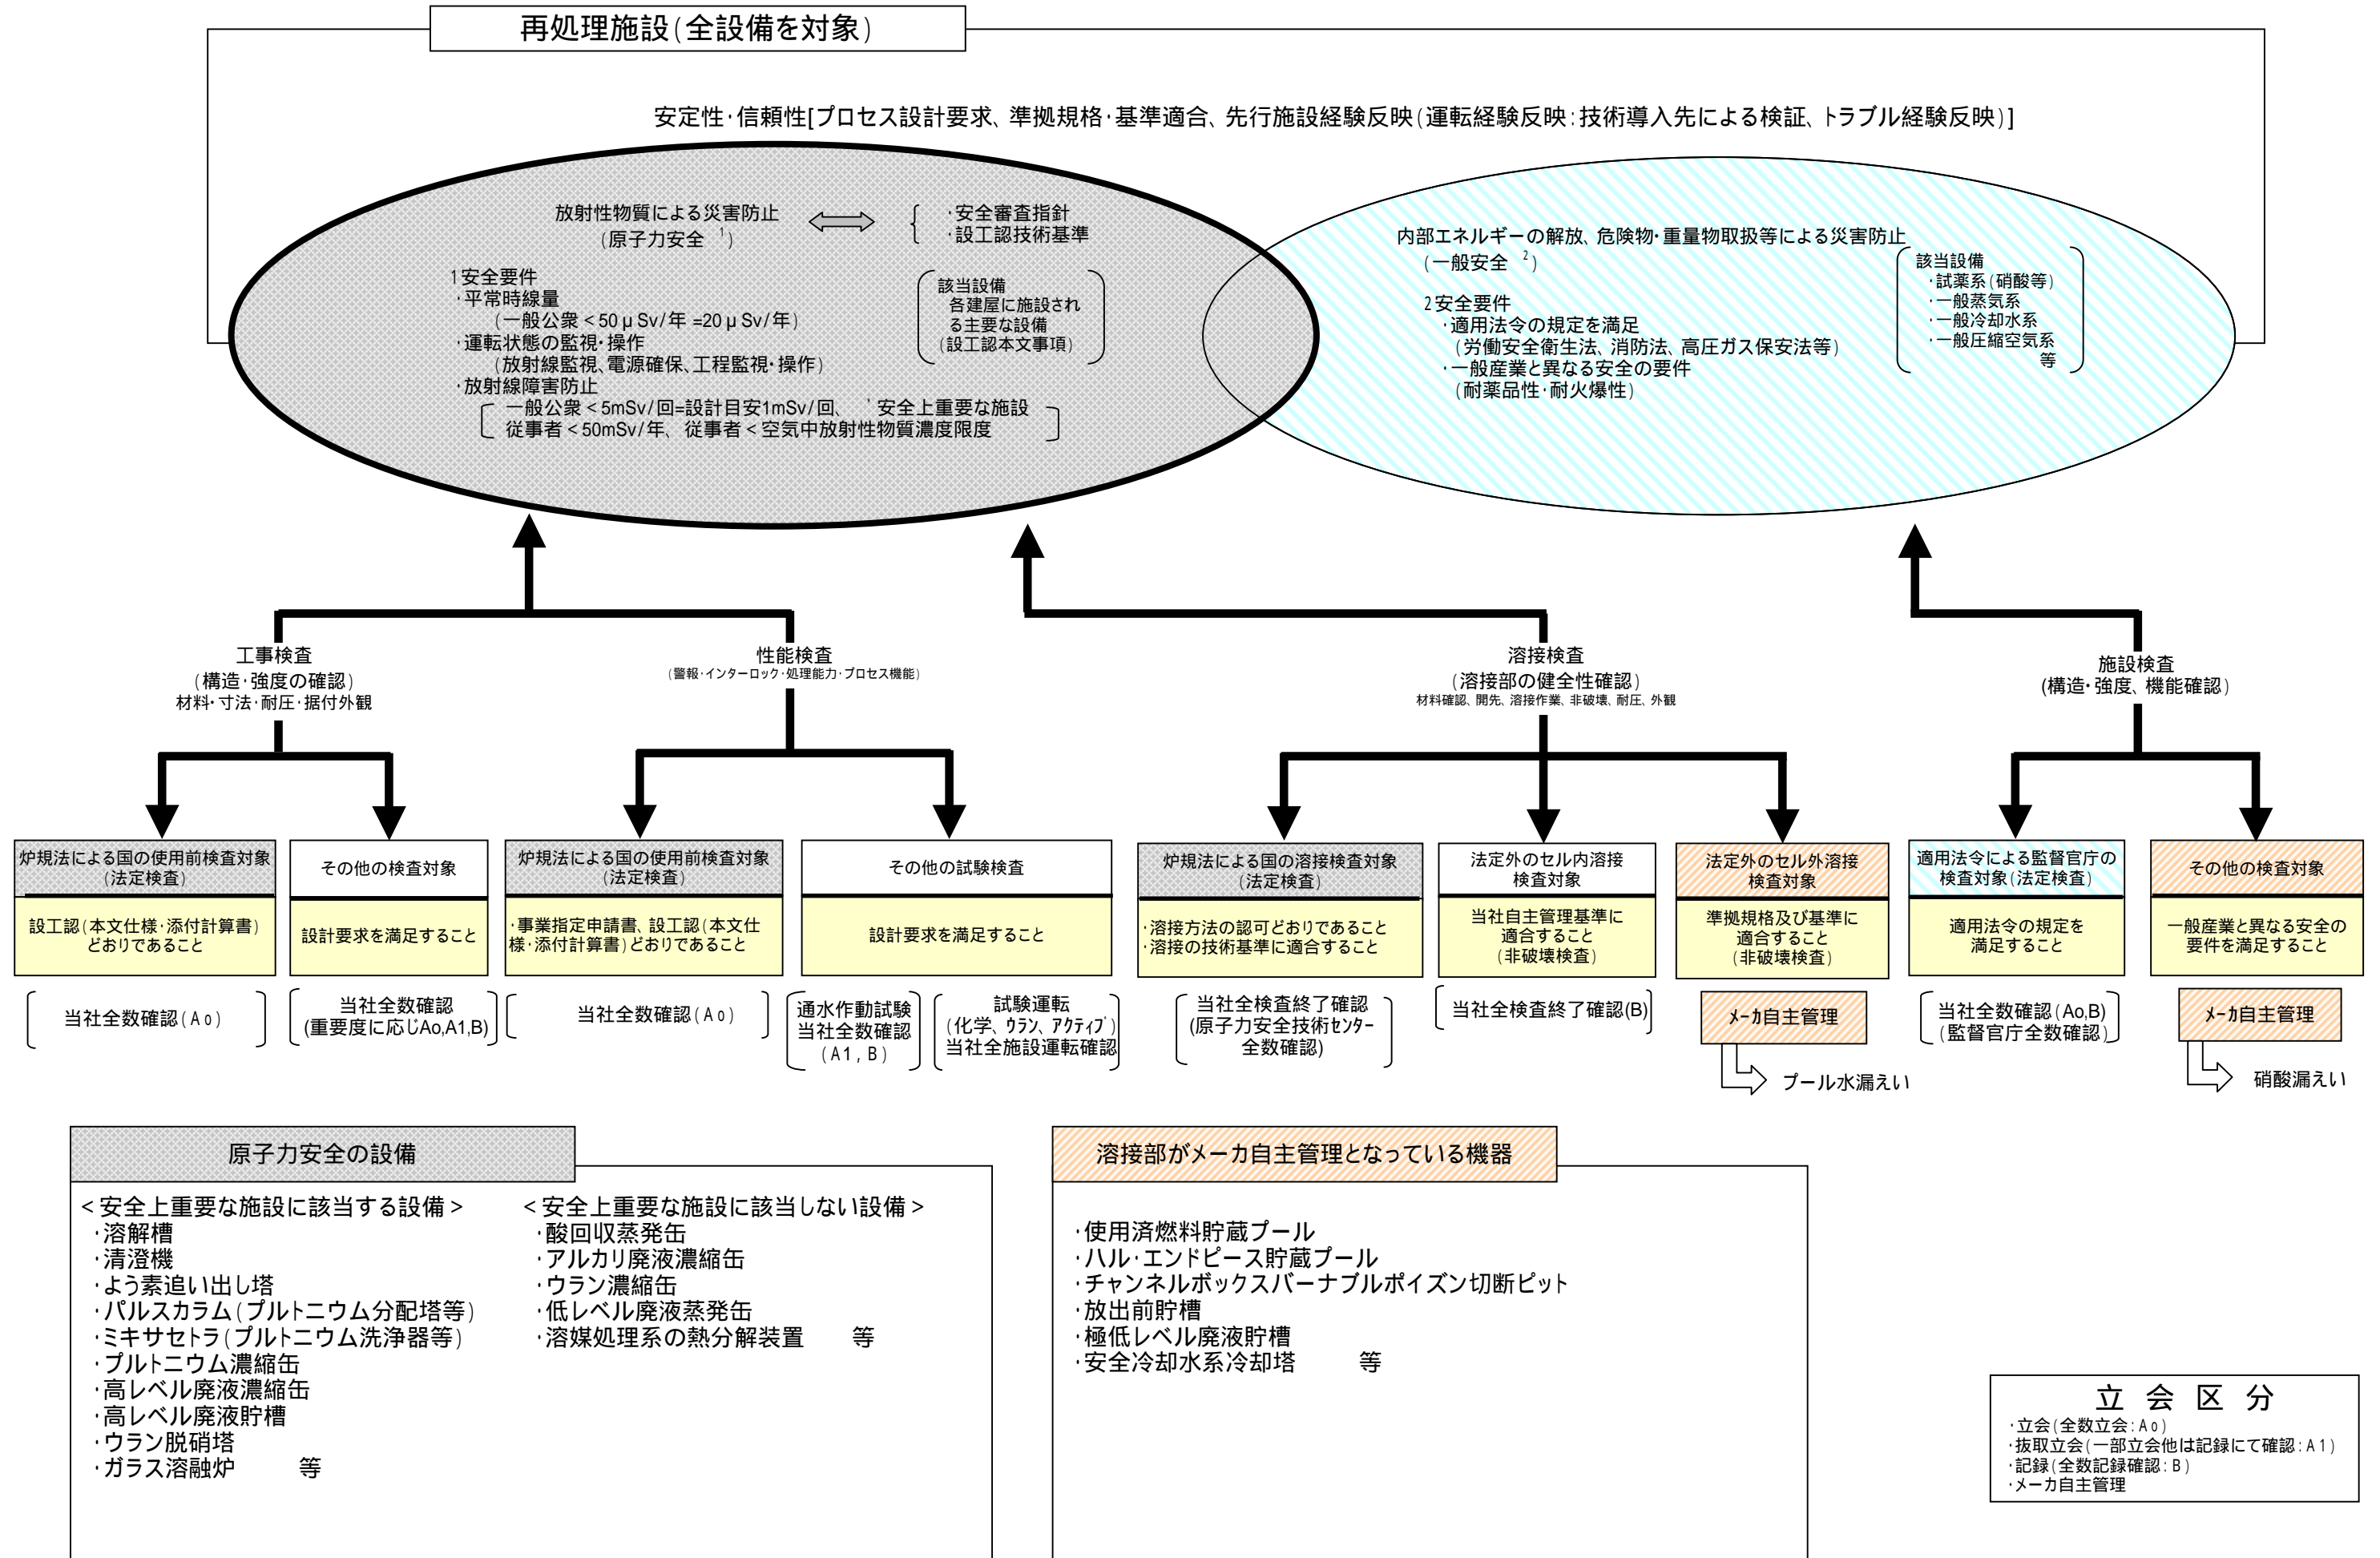 再処理施設(全設備を対象)
安定性・信頼性[プロセス設計要求、準拠規格・基準適合、先行施設経験反映(運転経験反映:技術導入先による検証、トラブル経験反映)]
放射性物質による災害防止
(原子力安全 1)
・安全審査指針
・設工認技術基準
1安全要件
・平常時線量
(一般公衆<50μSv/年=20μSv/年)
・運転状態の監視・操作
(放射線監視、電源確保、工程監視・操作)
・放射線障害防止
一般公衆<5mSv/回=設計目安1mSv/回、 '安全上重要な施設
従事者<50mSv/年、従事者<空気中放射性物質濃度限度
該当設備
各建屋に施設され
る主要な設備
(設工認本文事項)
内部エネルギーの解放、危険物・重量物取扱等による災害防止
(一般安全 2)
2安全要件
・適用法令の規定を満足
(労働安全衛生法、消防法、高圧ガス保安法等)
・一般産業と異なる安全の要件
(耐薬品性・耐火爆性)
該当設備
・試薬系(硝酸等)
・一般蒸気系
・一般冷却水系
・一般圧縮空気系
等
工事検査
(構造・強度の確認)
材料・寸法・耐圧・据付外観
性能検査
(警報・インターロック・処理能力・プロセス機能)
溶接検査
(溶接部の健全性確認)
材料確認、開先、溶接作業、非破壊、耐圧、外観
施設検査
(構造・強度、機能確認)
炉規法による国の使用前検査対象
(法定検査)
設工認(本文仕様・添付計算書)
どおりであること
当社全数確認(Ao)
その他の検査対象
設計要求を満足すること
当社全数確認
(重要度に応じAo,A1,B)
炉規法による国の使用前検査対象
(法定検査)
・事業指定申請書、設工認(本文仕
様・添付計算書)どおりであること
当社全数確認(Ao)
その他の試験検査
設計要求を満足すること
通水作動試験
当社全数確認
(A1,B)
試験運転
(化学、ウラン、アクティブ)
当社全施設運転確認
炉規法による国の溶接検査対象
(法定検査)
・溶接方法の認可どおりであること
・溶接の技術基準に適合すること
当社全検査終了確認
(原子力安全技術センター
全数確認)
法定外のセル内溶接
検査対象
当社自主管理基準に
適合すること
(非破壊検査)
当社全検査終了確認(B)
法定外のセル外溶接
検査対象
準拠規格及び基準に
適合すること
(非破壊検査)
メーカ自主管理
プール水漏えい
適用法令による監督官庁の
検査対象(法定検査)
適用法令の規定を
満足すること
当社全数確認(Ao,B)
(監督官庁全数確認)
その他の検査対象
一般産業と異なる安全の
要件を満足すること
メーカ自主管理
硝酸漏えい
原子力安全の設備
<安全上重要な施設に該当する設備>
・溶解槽
・清澄機
・よう素追い出し塔
・パルスカラム(プルトニウム分配塔等)
・ミキサセトラ(プルトニウム洗浄器等)
・プルトニウム濃縮缶
・高レベル廃液濃縮缶
・高レベル廃液貯槽
・ウラン脱硝塔
・ガラス溶融炉 等
<安全上重要な施設に該当しない設備>
・酸回収蒸発缶
・アルカリ廃液濃縮缶
・ウラン濃縮缶
・低レベル廃液蒸発缶
・溶媒処理系の熱分解装置 等
溶接部がメーカ自主管理となっている機器
・使用済燃料貯蔵プール
・ハル・エンドピース貯蔵プール
・チャンネルボックスバーナブルポイズン切断ピット
・放出前貯槽
・極低レベル廃液貯槽
・安全冷却水系冷却塔 等
立 会 区 分
・立会(全数立会:Ao)
・抜取立会(一部立会他は記録にて確認:A1)
・記録(全数記録確認:B)
・メーカ自主管理